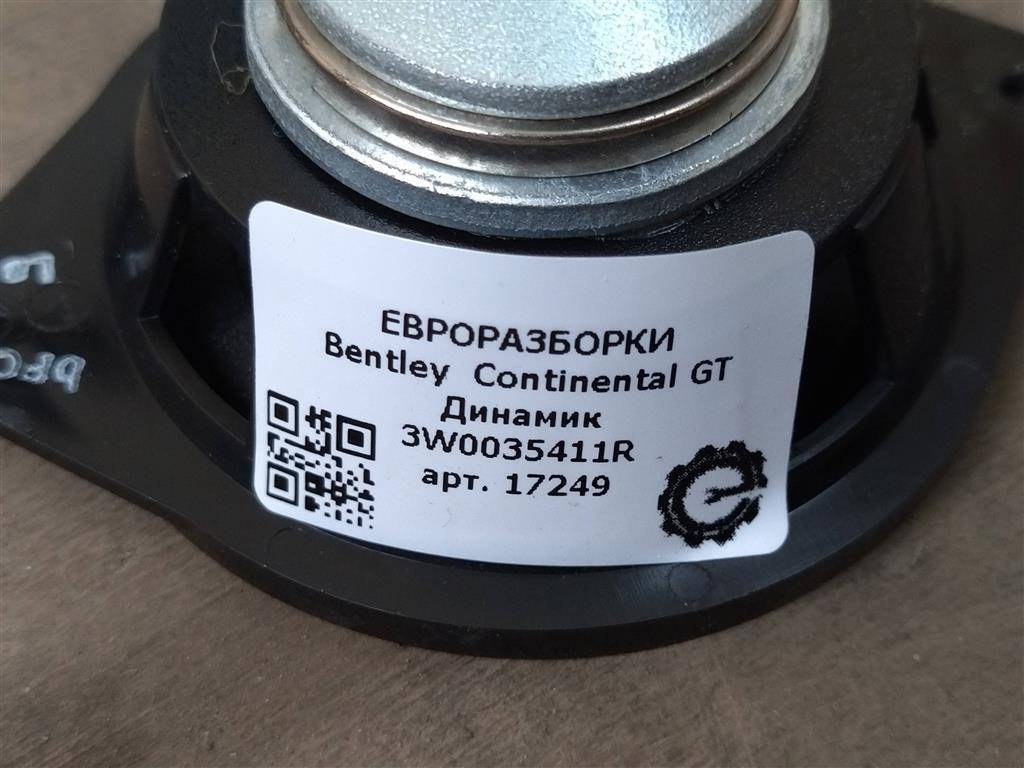 ЕВРОРАЗБОРКИ
Bentley Continental GT
Динамик
3W0035411R
арт. 17249